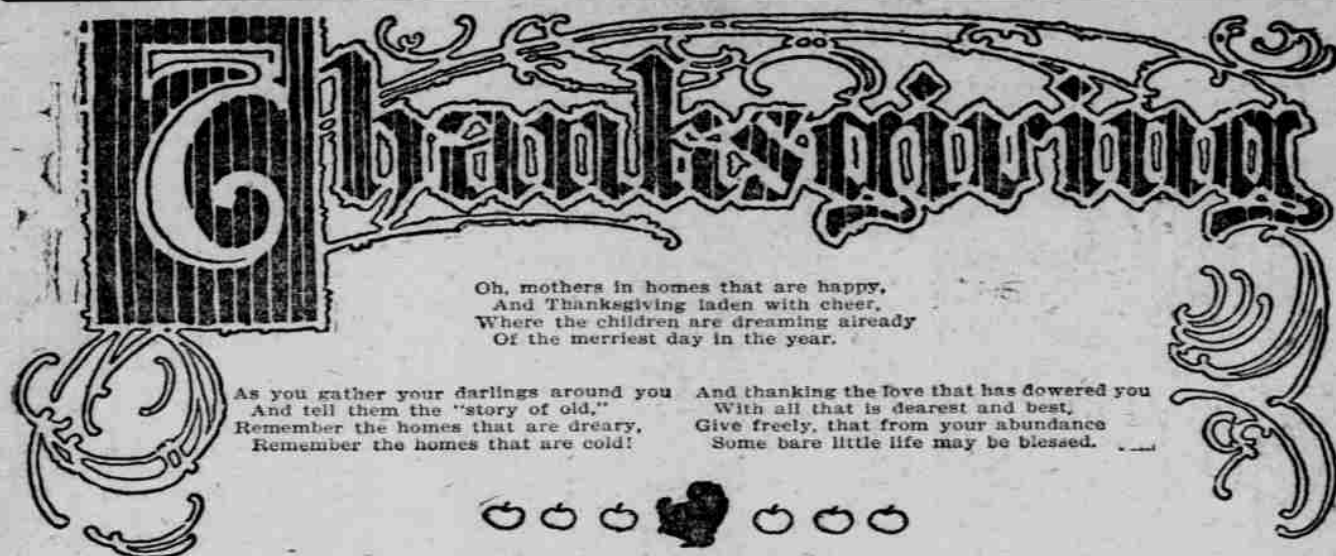 Thanksgiving
Oh, mothers in homes that are happy,
And Thanksgiving laden with cheer,
Where the children are dreaming already
Of the merriest day in the year.
As you gather your darlings around you
And tell them the "story of old,"
Remember the homes that are dreary,
Remember the homes that are cold!
And thanking the love that has dowered you
With all that is dearest and best,
Give freely, that from your abundance
Some bare little life may be blessed.